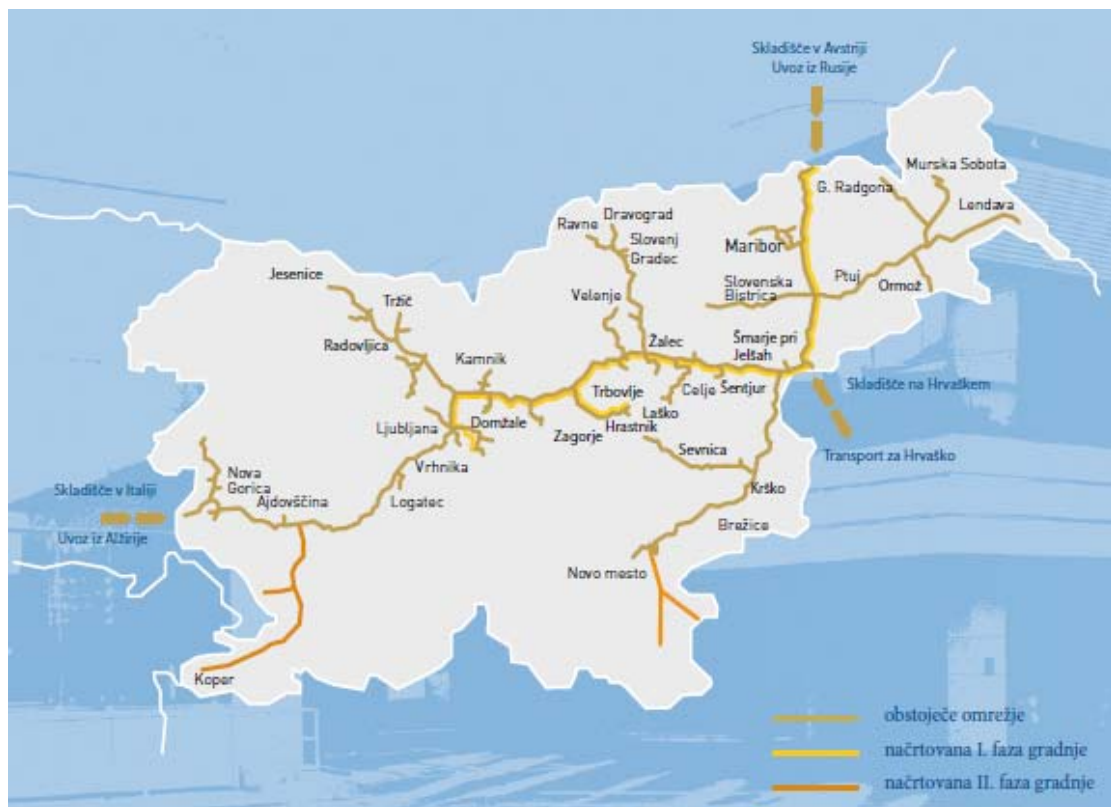 Skladišče v Avstriji
Uvoz iz Rusije
Murska Sobota
G. Radgona
Lendava
Dravograd
Ravne
Slovenj
Gradec
Maribor
Jesenice
Slovenska
Bistrica
Ptuj
Ormož
Velenje
Tržič
Radovljica
Kamnik
Žalec
Šmarje pri
Jelšah
Trbovlje
Celje
Šentjur
Skladišče na Hrvaškem
Laško
Ljubljana
Domžale
Hrastnik
Zagorje
Sevnica
Transport za Hrvaško
Vrhnika
Nova
Gorica
Skladišče v Italiji
Ajdovščina
Logatec
Krško
Brežice
Uvoz iz Alžirije
Novo mesto
Koper
obstoječe omrežje
načrtovana I. faza gradnje
načrtovana II. faza gradnje